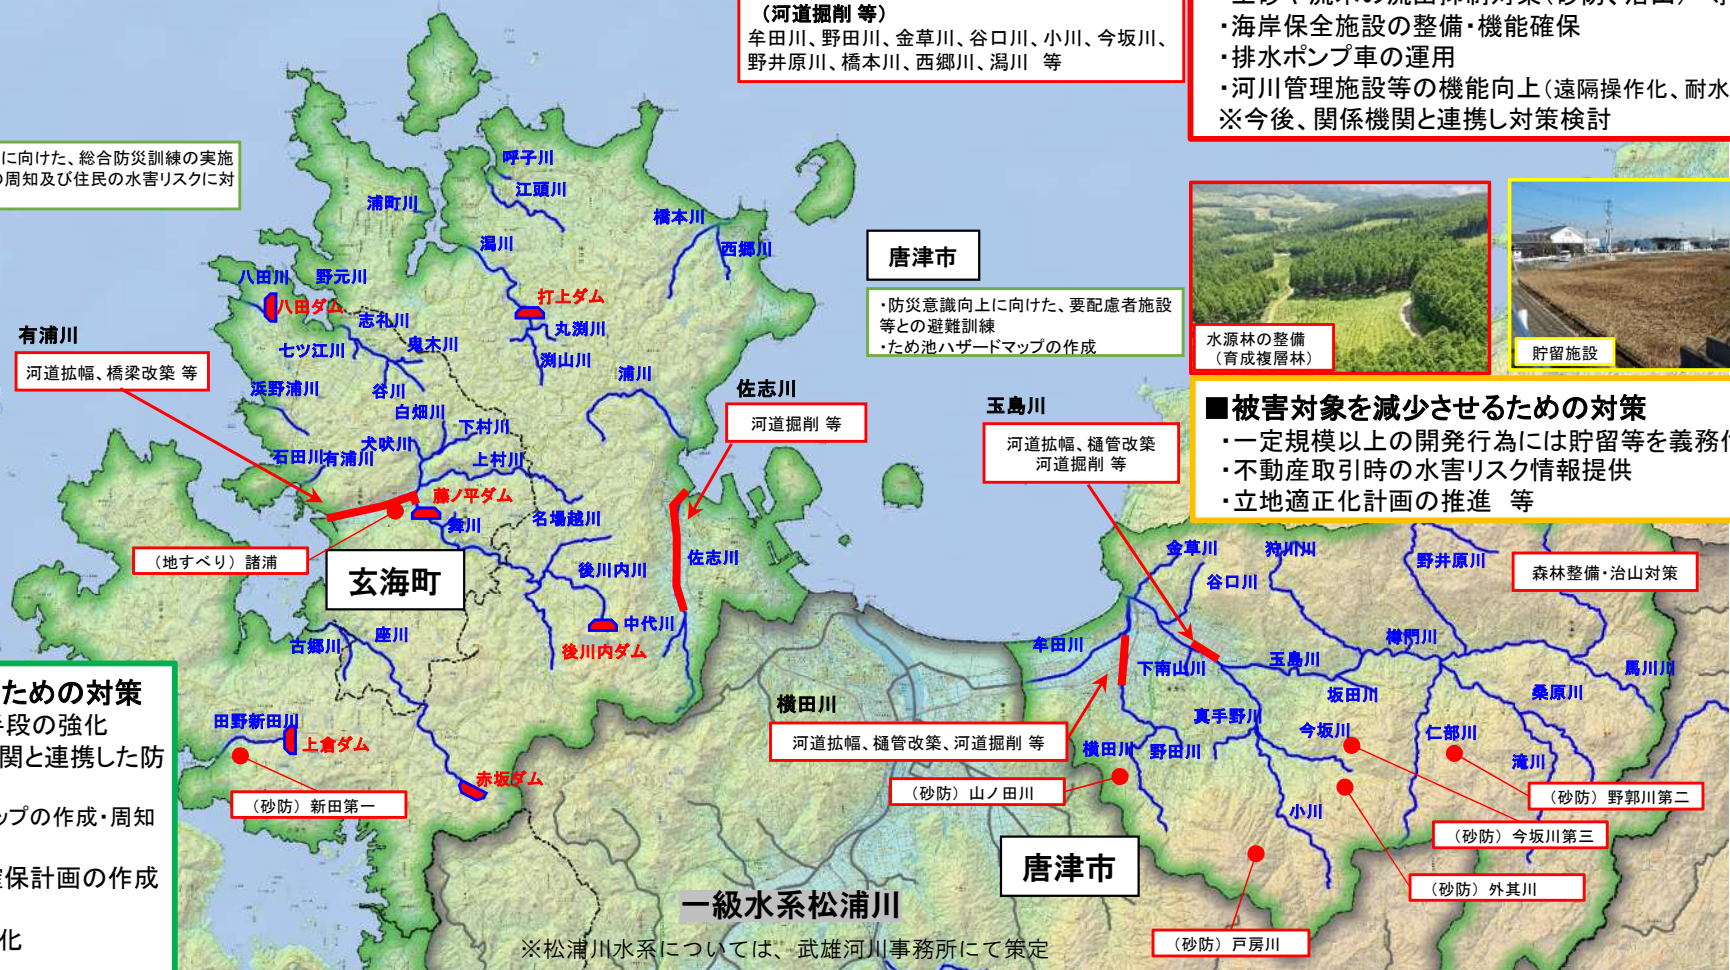 （河道掘削 等）
牟田川、野田川、金草川、谷口川、小川、今坂川、
野井原川、橋本川、西郷川、潟川 等
・海岸保全施設の整備・機能確保
・排水ポンプ車の運用
・河川管理施設等の機能向上（遠隔操作化、耐水
※今後、関係機関と連携し対策検討
に向けた、総合防災訓練の実施
の周知及び住民の水害リスクに対
呼子川
江頭川
浦町川
橋本川
西郷川
潟川
唐津市
・防災意識向上に向けた、要配慮者施設
等との避難訓練
・ため池ハザードマップの作成
水源林の整備
（育成複層林）
貯留施設
八田川
野元川
八田ダム
志礼川
打上ダム
丸渕川
渕山川
有浦川
河道拡幅、橋梁改築 等
七ツ江川
鬼木川
谷川
浜野浦川
白畑川
浦川
佐志川
河道掘削 等
玉島川
河道拡幅、樋管改築
河道掘削 等
■被害対象を減少させるための対策
・一定規模以上の開発行為には貯留等を義務付
・不動産取引時の水害リスク情報提供
・立地適正化計画の推進 等
下村川
犬吠川
石田川
有浦川
上村川
藤ノ平ダム
舞川
名場越川
（地すべり）諸浦
玄海町
佐志川
後川内川
中代川
後川内ダム
金草川
狩川川
野井原川
森林整備・治山対策
谷口川
古郷川
座川
牟田川
下南山川
玉島川
樽門川
馬川川
坂田川
桑原川
ための対策
手段の強化
関と連携した防
ップの作成・周知
確保計画の作成
化
田野新田川
上倉ダム
（砂防）新田第一
赤坂ダム
横田川
河道拡幅、樋管改築、河道掘削 等
真手野川
今坂川
仁部川
横田川
野田川
滝川
（砂防）山ノ田川
小川
（砂防）野郭川第二
（砂防）今坂川第三
唐津市
（砂防）外其川
一級水系松浦川
（砂防）戸房川
※松浦川水系については、武雄河川事務所にて策定